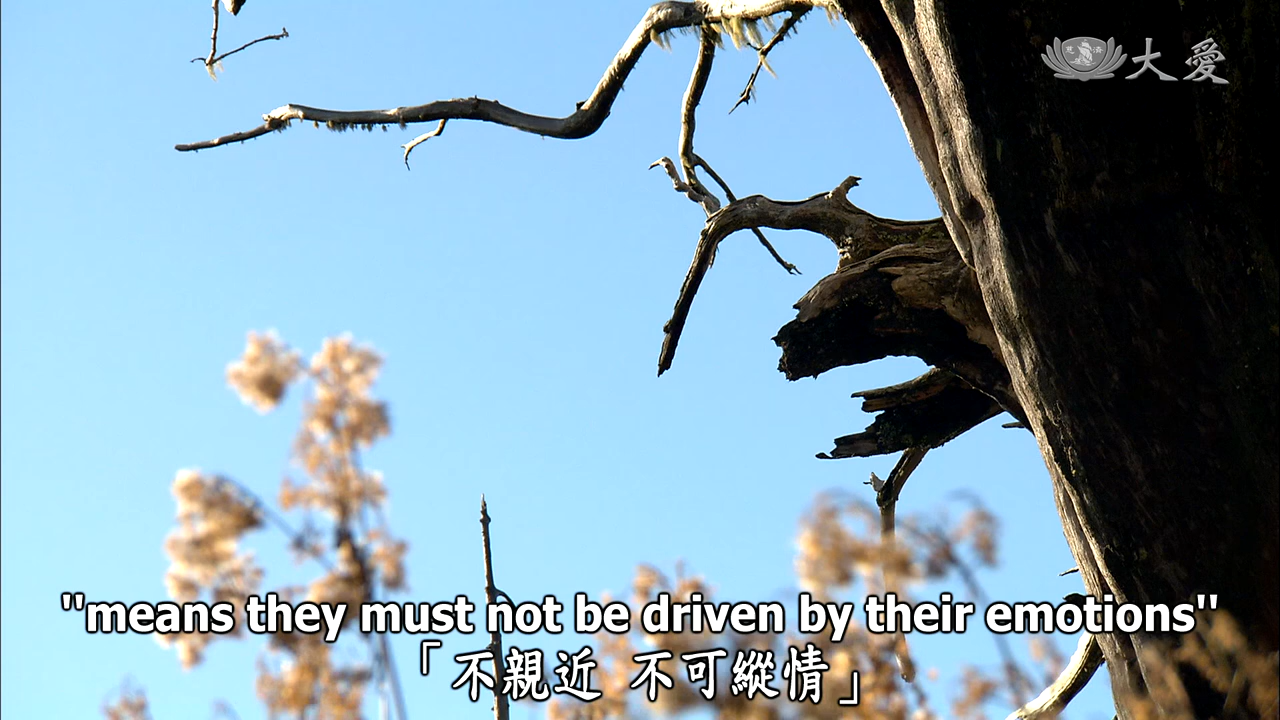 大愛
"means they must not be driven by their emotions"
「不親近 不可縱情」